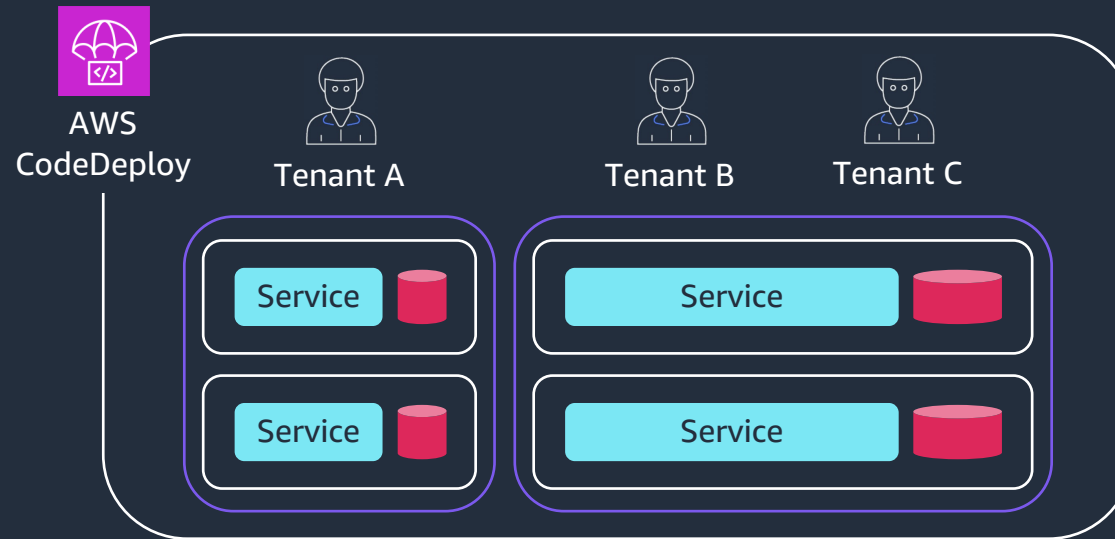 </>
AWS
CodeDeploy
Tenant A
Tenant B
Tenant C
Service
Service
Service
Service